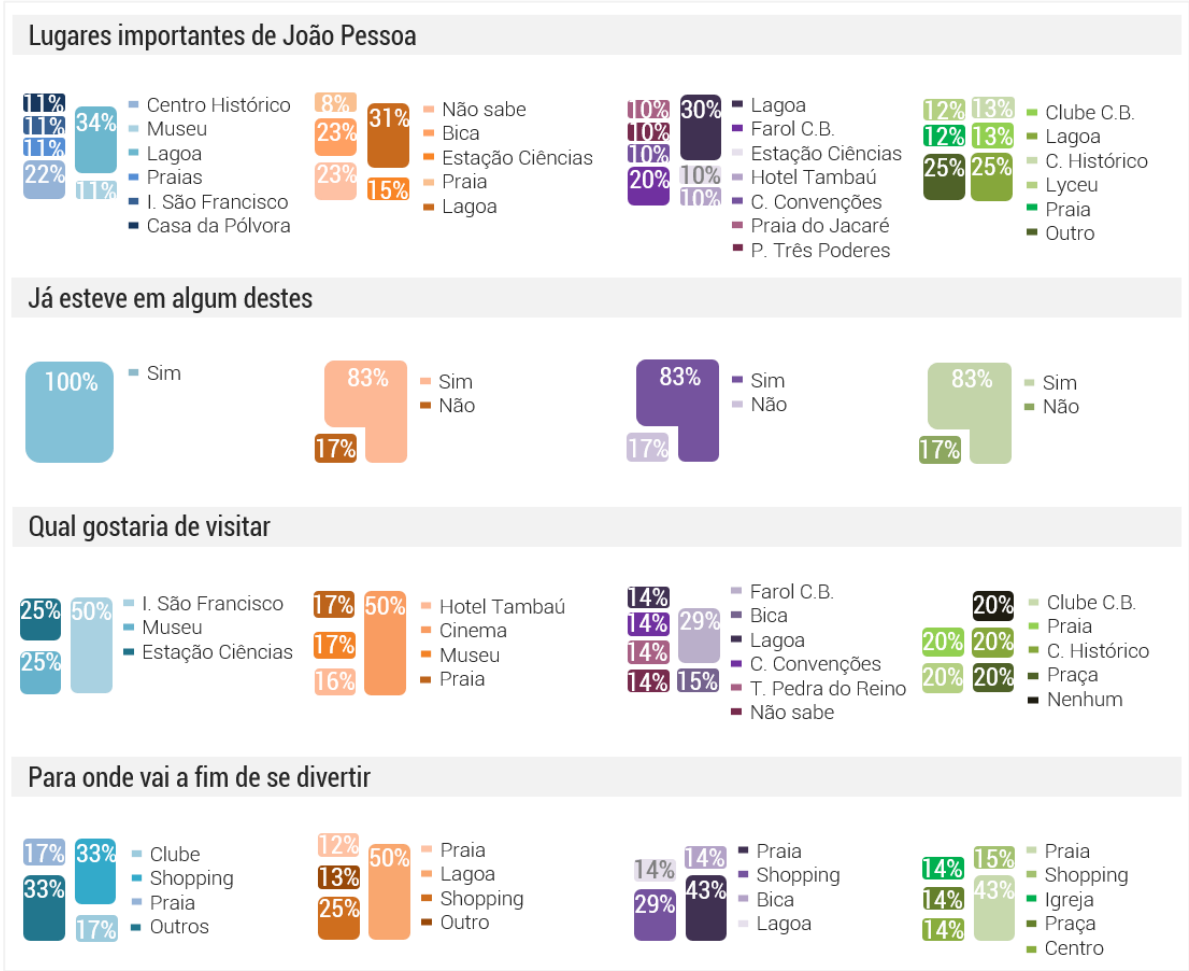 Lugares importantes de João Pessoa
11%
11%
11%
22%
34%
11%
Centro Histórico
Museu
Lagoa
Praias
I. São Francisco
Casa da Pólvora
8%
23%
23%
31%
15%
Não sabe
Bica
Estação Ciências
Praia
Lagoa
10%
10%
10%
20%
30%
10%
10%
Lagoa
Farol C.B.
Estação Ciências
Hotel Tambaú
C. Convenções
Praia do Jacaré
P. Três Poderes
12%
12%
25%
13%
13%
25%
Clube C.B.
Lagoa
C. Histórico
Lyceu
Praia
Outro
Já esteve em algum destes
100%
Sim
83%
17%
Sim
Não
83%
17%
Sim
Não
83%
17%
Sim
Não
Qual gostaria de visitar
25%
25%
50%
I. São Francisco
Museu
Estação Ciências
17%
17%
16%
50%
Hotel Tambaú
Cinema
Museu
Praia
14%
14%
14%
14%
29%
15%
Farol C.B.
Bica
Lagoa
C. Convenções
T. Pedra do Reino
Não sabe
20%
20%
20%
20%
20%
Clube C.B.
Praia
C. Histórico
Praça
Nenhum
Para onde vai a fim de se divertir
17%
33%
33%
17%
Clube
Shopping
Praia
Outros
12%
13%
25%
50%
Praia
Lagoa
Shopping
Outro
14%
29%
14%
43%
Praia
Shopping
Bica
Lagoa
14%
14%
14%
15%
43%
Praia
Shopping
Igreja
Praça
Centro